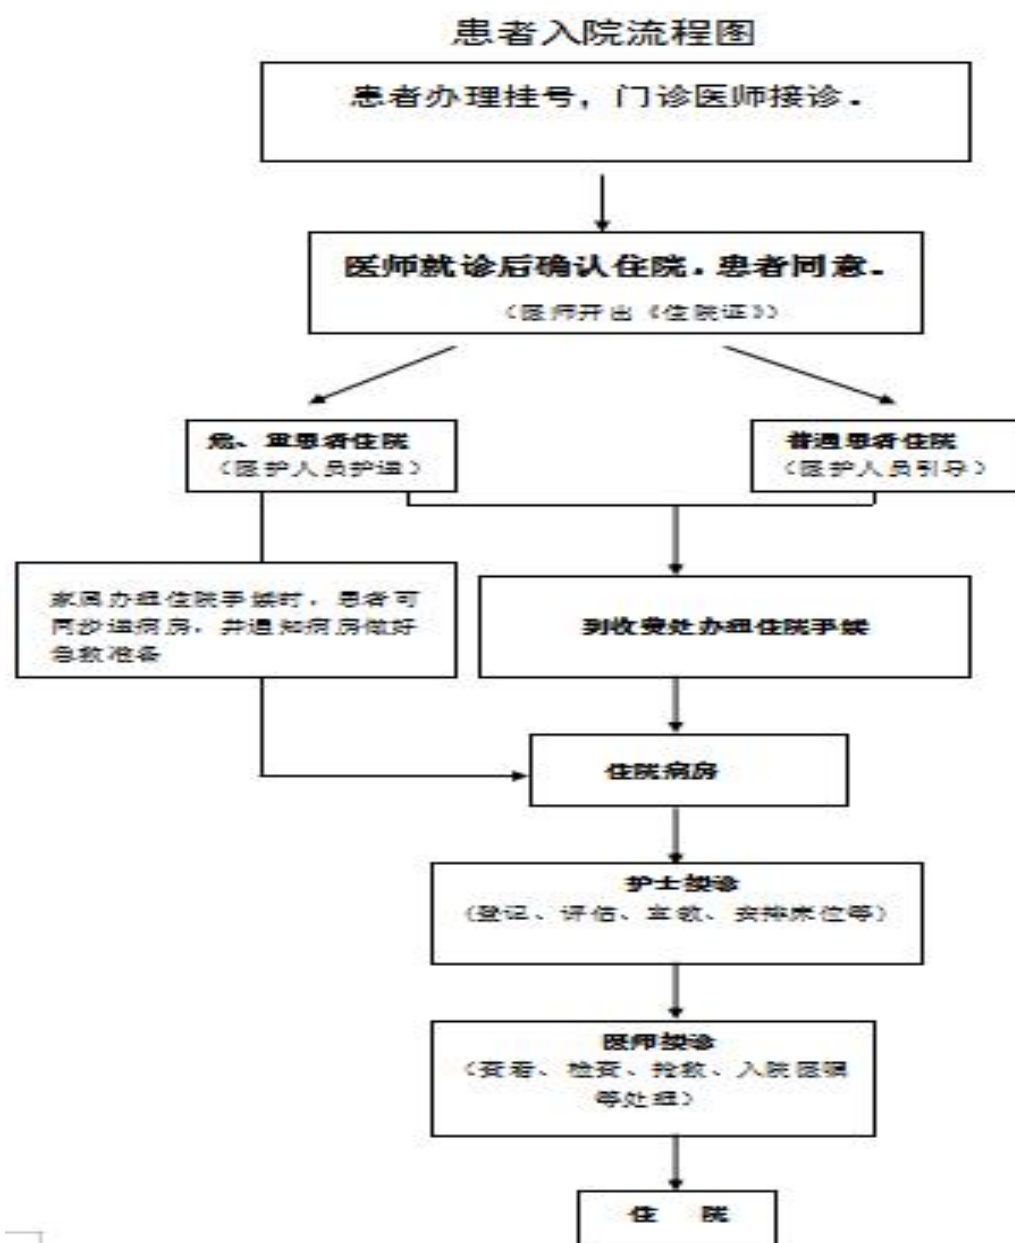 患者入院流程图
患者办理挂号，门诊医师接诊．
医师就诊后确认住院．患者同意。
（医师开出《住院证》）
危、重患者住院
（医护人员护送）
普通患者住院
（医护人员引导）
家属办理住院手续时，患者可
同步送病房，并通知病房做好
急救准备
到收费处办理住院手续
住院病房
护士接诊
（登记、评估、宣教、安排床位等）
医师接诊
（查看、检查、抢救、入院医嘱
等处理）
住 院